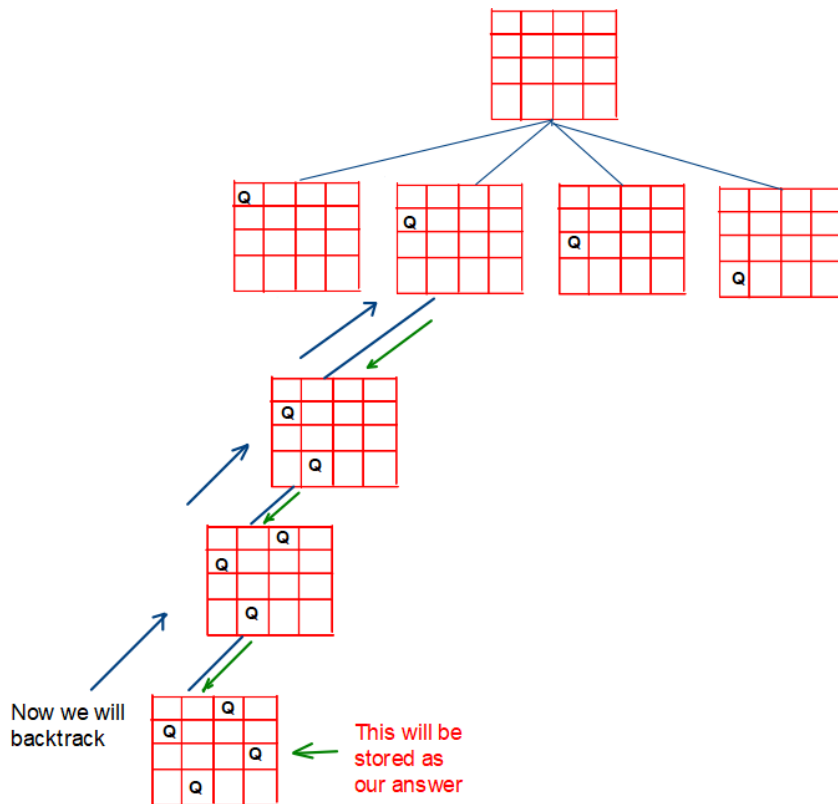 Q
Q
Q
Q
Q
Q
Q
Q
Q
Q
Q
Q
Q
Now we will
backtrack
This will be
stored as
our answer